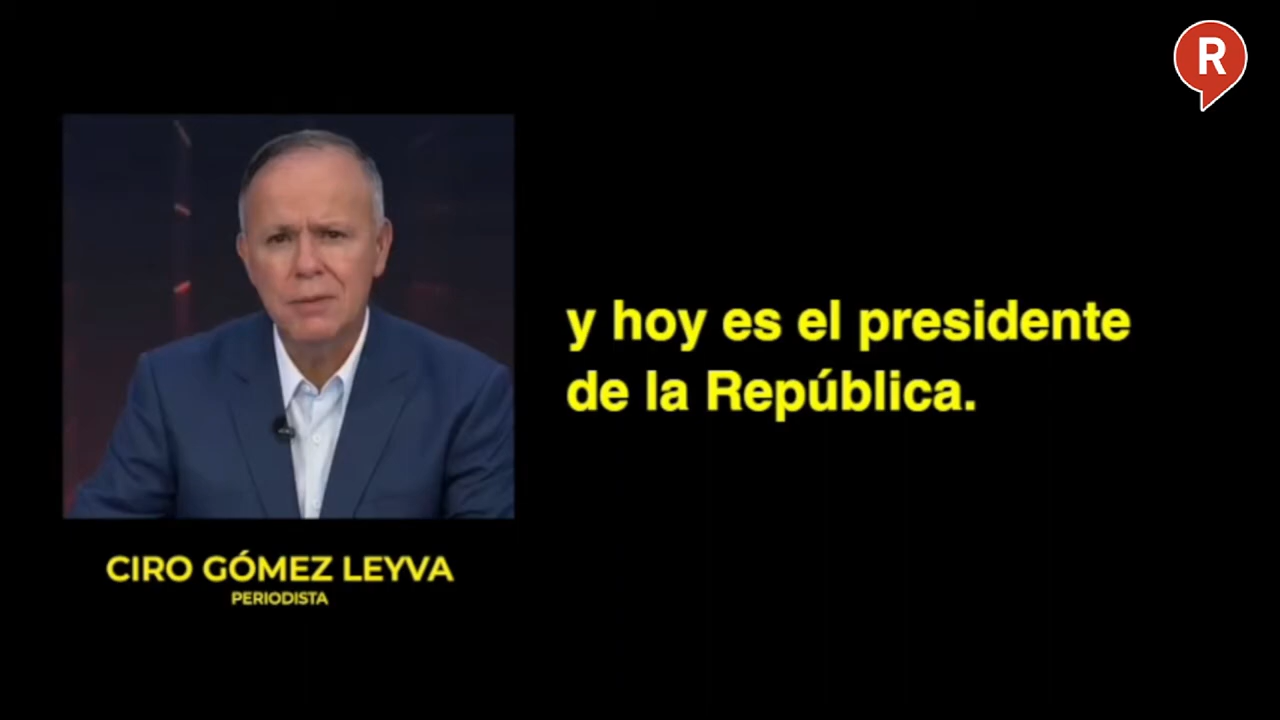 R
y hoy es el presidente
de la República.
CIRO GÓMEZ LEYVA
PERIODISTA